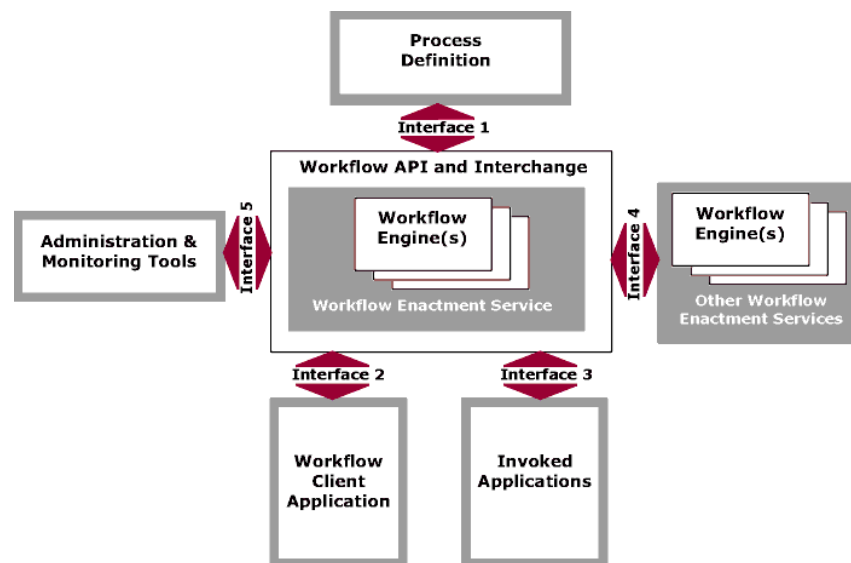 Process
Definition
Interface 1
Workflow API and Interchange
Workflow
Engine(s)
Workflow Enactment Service
Interface 5
Administration &
Monitoring Tools
Interface 4
Workflow
Engine(s)
Other Workflow
Enactment Services
Interface 2
Interface 3
Workflow
Client
Application
Invoked
Applications